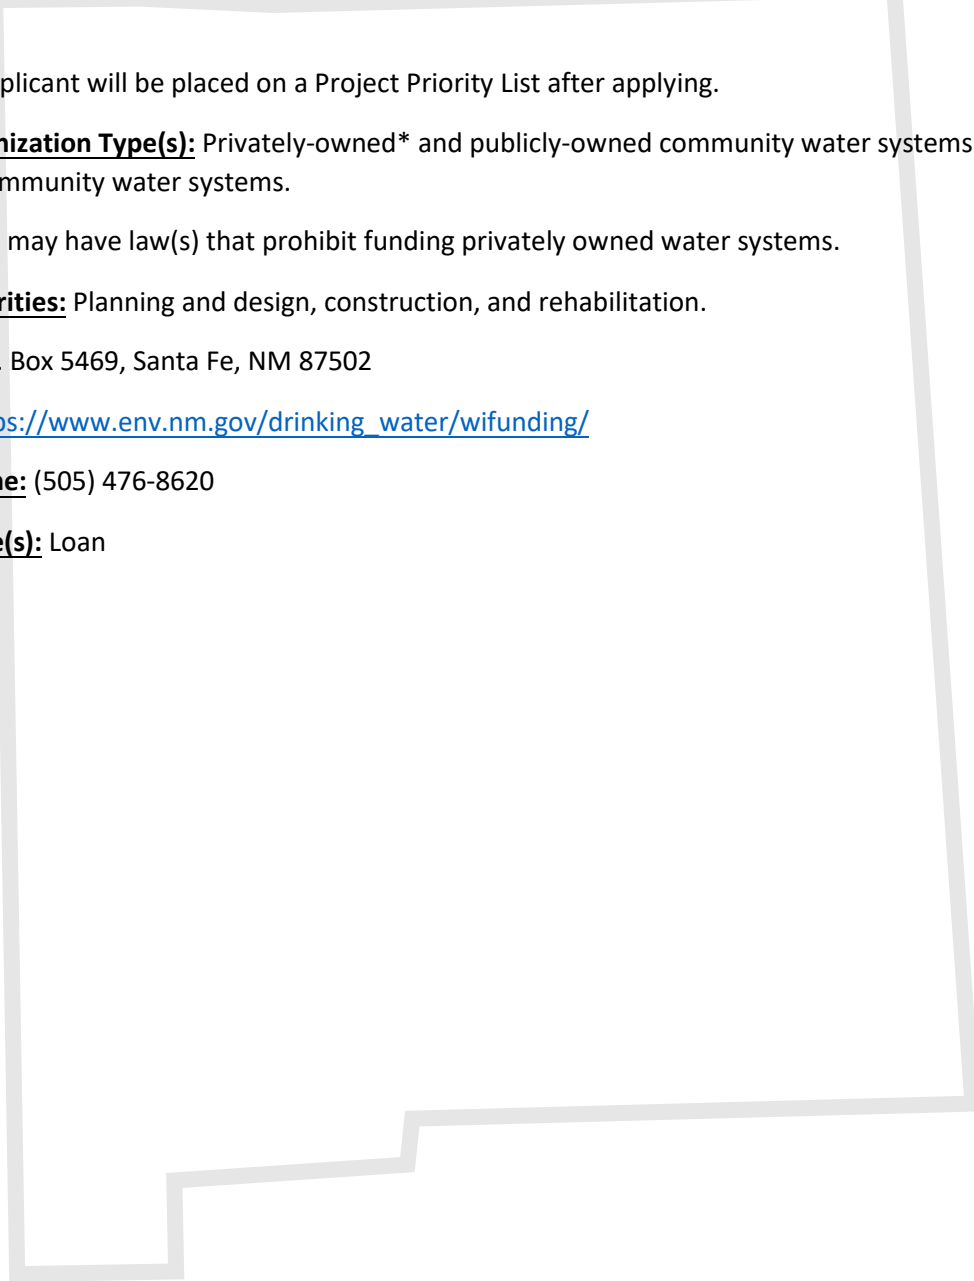 plicant will be placed on a Project Priority List after applying.
nization Type(s): Privately-owned* and publicly-owned community water systems
mmunity water systems.
may have law(s) that prohibit funding privately owned water systems.
rities: Planning and design, construction, and rehabilitation.
. Box 5469, Santa Fe, NM 87502
ps://www.env.nm.gov/drinking_water/wifunding/
ne: (505) 476-8620
e(s): Loan